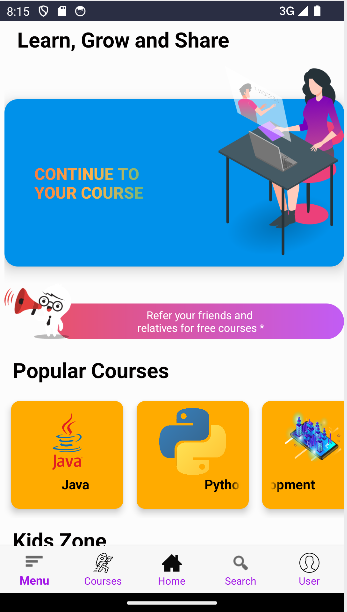 8:15
3G
Learn, Grow and Share
CONTINUE TO
YOUR COURSE
Refer your friends and
relatives for free courses *
Popular Courses
Java
Java
Pytho
opment
Kids Zone
Menu
Courses
Home
Search
User